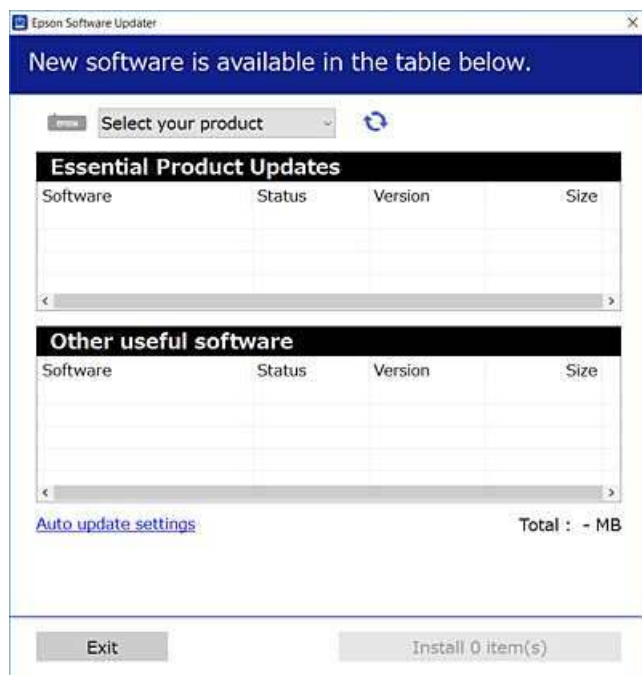 Epson Software Updater
New software is available in the table below.
EPSON Select your product
Essential Product Updates
Software Status Version Size
Other useful software
Software Status Version Size
Auto update settings Total : - MB
Exit Install 0 item(s)